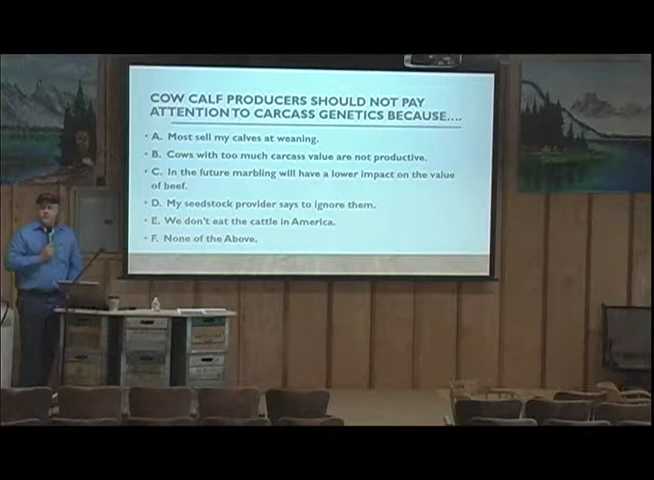 COW CALF PRODUCERS SHOULD NOT PAY
ATTENTION TO CARCASS GENETICS BECAUSE....
• A. Most sell my calves at weaning.
• B. Cows with too much carcass value are not productive.
• C. In the future marbling will have a lower impact on the value
of beef.
• D. My seedstock provider says to ignore them.
• E. We don't eat the cattle in America.
• F. None of the Above.